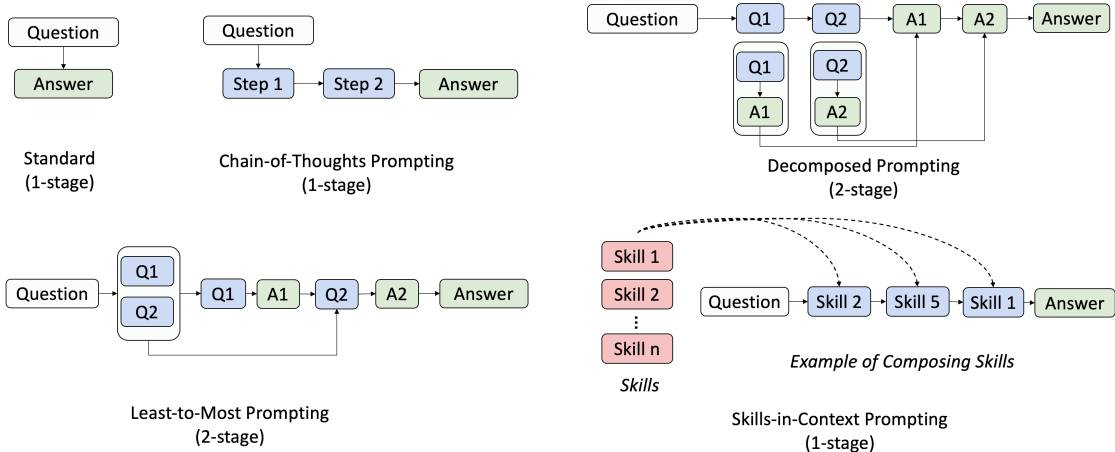 Question
Answer
Standard
(1-stage)
Question
Step 1
Step 2
Answer
Chain-of-Thoughts Prompting
(1-stage)
Question
Q1
Q2
A1
A2
Answer
Q1
Q2
A1
A2
Decomposed Prompting
(2-stage)
Question
Q1
Q2
Q1
A1
Q2
A2
Answer
Least-to-Most Prompting
(2-stage)
Skill 1
Skill 2
Skill n
Skills
Question
Skill 2
Skill 5
Skill 1
Answer
Example of Composing Skills
Skills-in-Context Prompting
(1-stage)